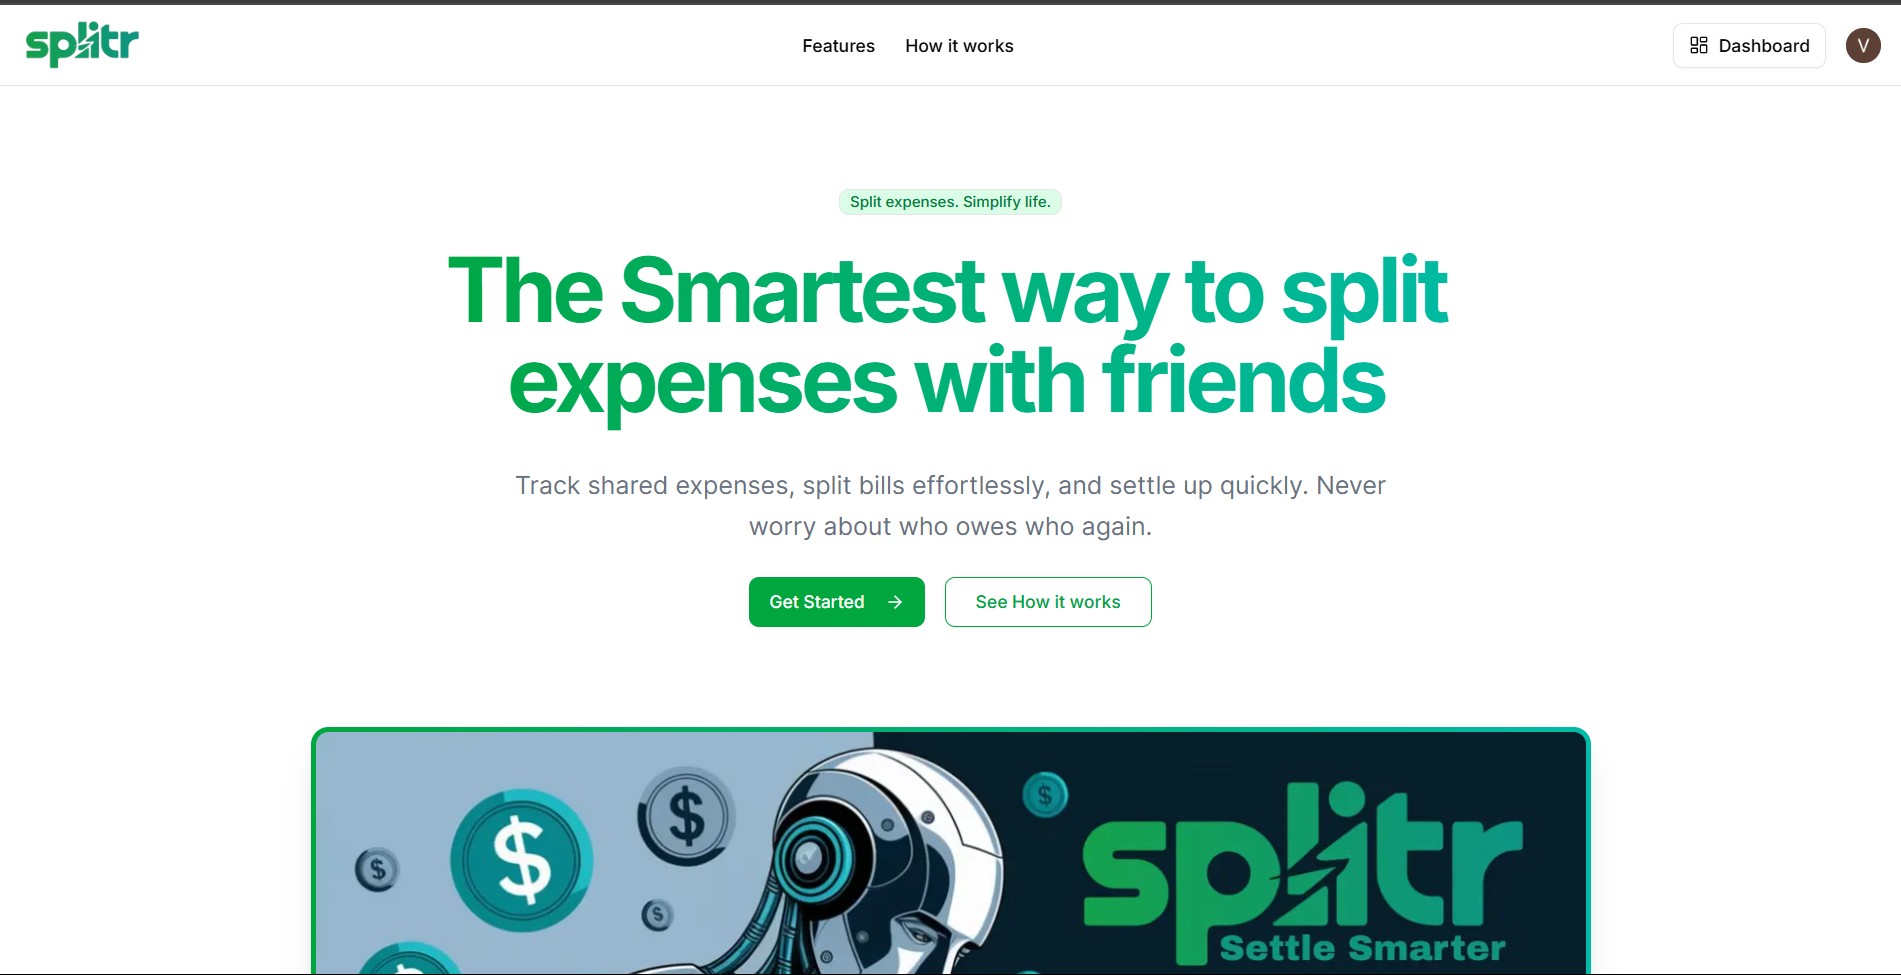 splitr
Features
How it works
Dashboard
V
Split expenses. Simplify life.
The Smartest way to split
expenses with friends
Track shared expenses, split bills effortlessly, and settle up quickly. Never
worry about who owes who again.
Get Started
See How it works
$
$
$
$
$
splitr
Settle Smarter